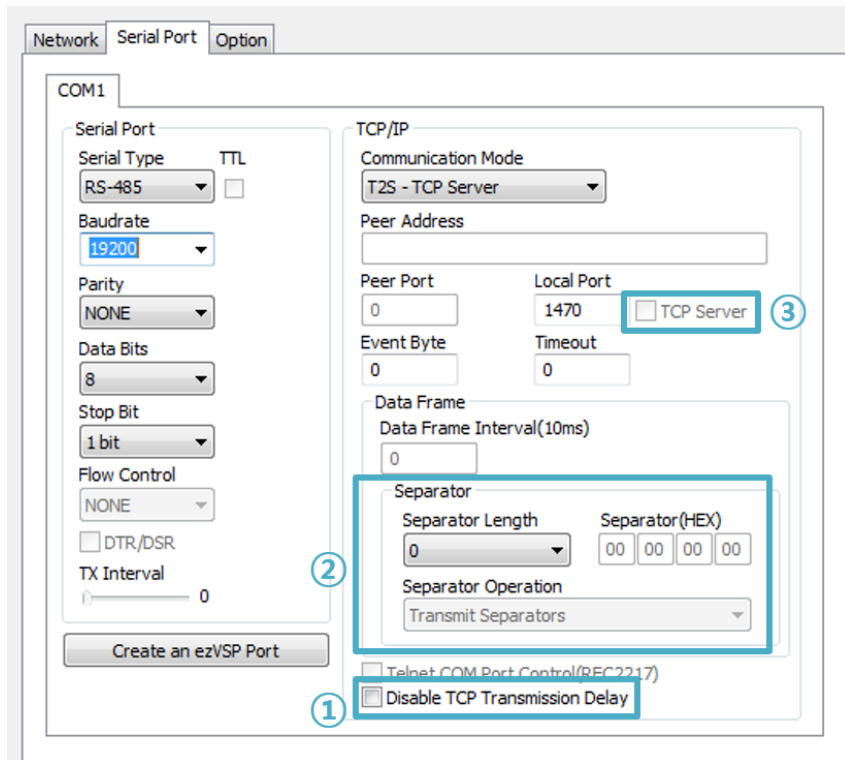 Network Serial Port Option
COM1
Serial Port
Serial Type TTL
RS-485
Baudrate
19200
Parity
NONE
Data Bits
8
Stop Bit
1 bit
Flow Control
NONE
DTR/DSR
TX Interval
0
Create an ezVSP Port
TCP/IP
Communication Mode
T2S - TCP Server
Peer Address
Peer Port Local Port
0 1470 TCP Server ③
Event Byte Timeout
0 0
Data Frame
Data Frame Interval(10ms)
0
② Separator
Separator Length Separator(HEX)
0 00 00 00 00
Separator Operation
Transmit Separators
Telnet COM Port Control(RFC2217)
① Disable TCP Transmission Delay